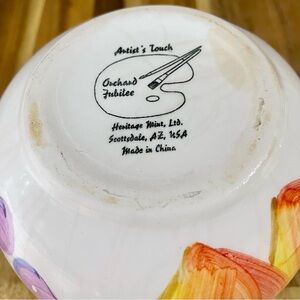 Artist's Touch
Orchard
Jubilee
Heritage Mint, Ltd.
Scottsdale, AZ, USA
Made in China